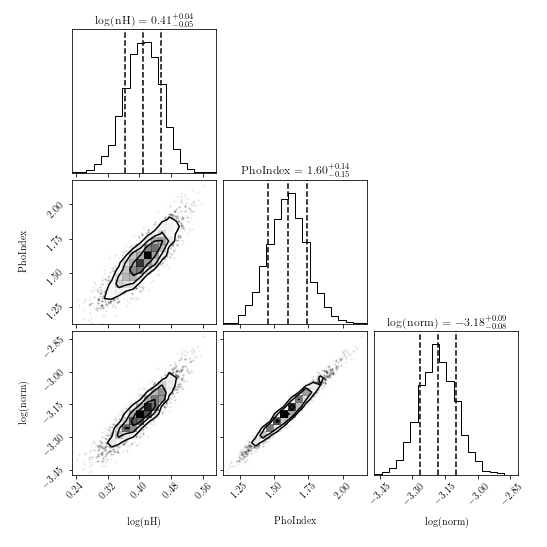 log(nH) = 0.41^{+0.04}_{−0.05}
PhoIndex = 1.60^{+0.14}_{−0.15}
log(norm) = −3.18^{+0.09}_{−0.08}
PhoIndex
2.00
1.75
1.50
1.25
log(norm)
−2.85
−3.00
−3.15
−3.30
−3.45
0.24 0.32 0.40 0.48 0.56
1.25 1.50 1.75 2.00
−3.45 −3.30 −3.15 −3.00 −2.85
log(nH) PhoIndex log(norm)